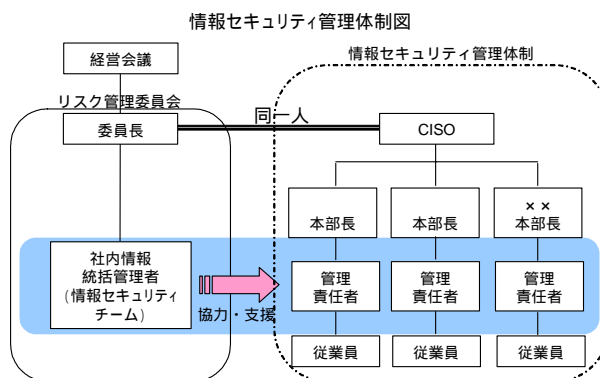 情報セキュリティ管理体制図
情報セキュリティ管理体制
経営会議
リスク管理委員会
委員長
同一人
CISO
本部長
本部長
××
本部長
社内情報
統括管理者
(情報セキュリティ
チーム)
協力・支援
管理
責任者
管理
責任者
管理
責任者
従業員
従業員
従業員